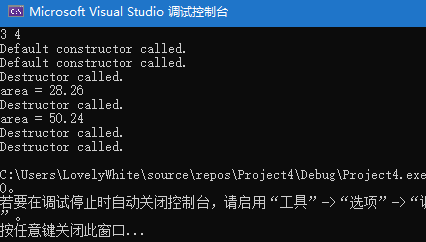 Microsoft Visual Studio 调试控制台
3 4
Default constructor called.
Default constructor called.
Destructor called.
area = 28.26
Destructor called.
area = 50.24
Destructor called.
Destructor called.
C:\Users\LovelyWhite\source\repos\Project4\Debug\Project4.exe
0。
若要在调试停止时自动关闭控制台，请启用“工具”->“选项”->“调
”。
按任意键关闭此窗口...